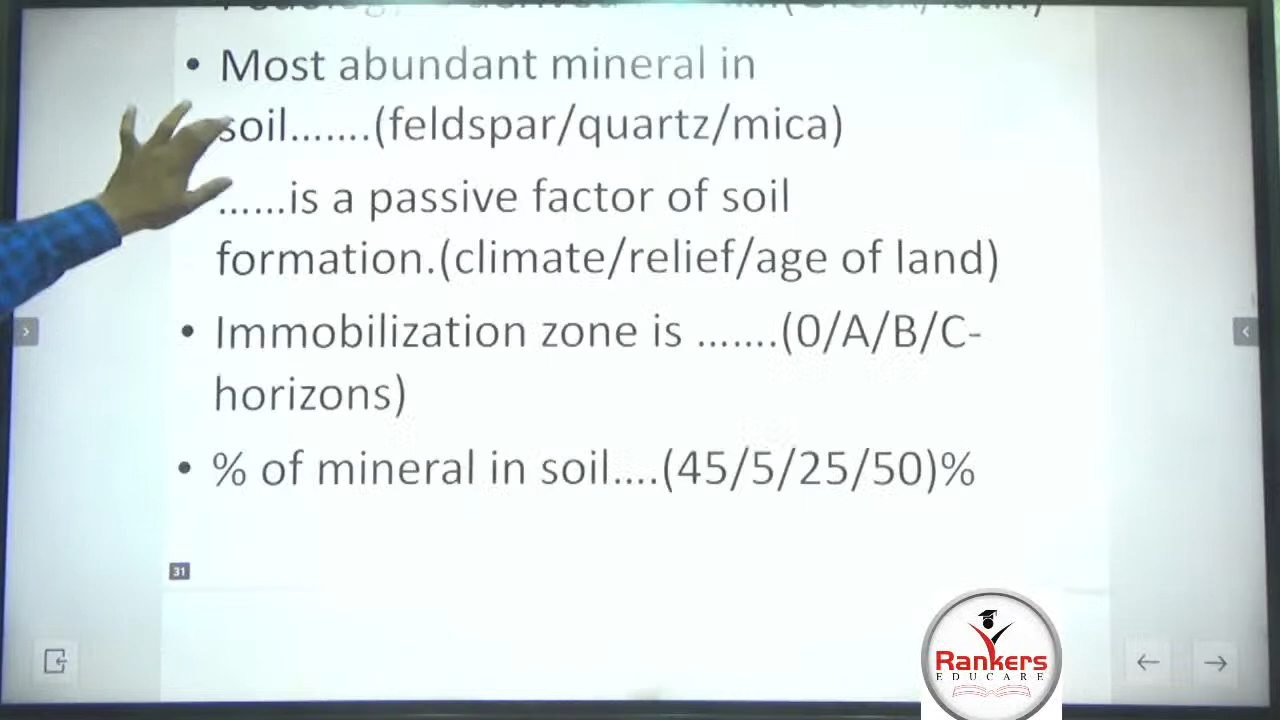 • Most abundant mineral in
soil.......(feldspar/quartz/mica)
......is a passive factor of soil
formation.(climate/relief/age of land)
• Immobilization zone is .......(0/A/B/C-
horizons)
• % of mineral in soil....(45/5/25/50)%
31
Rankers
EDUCARE